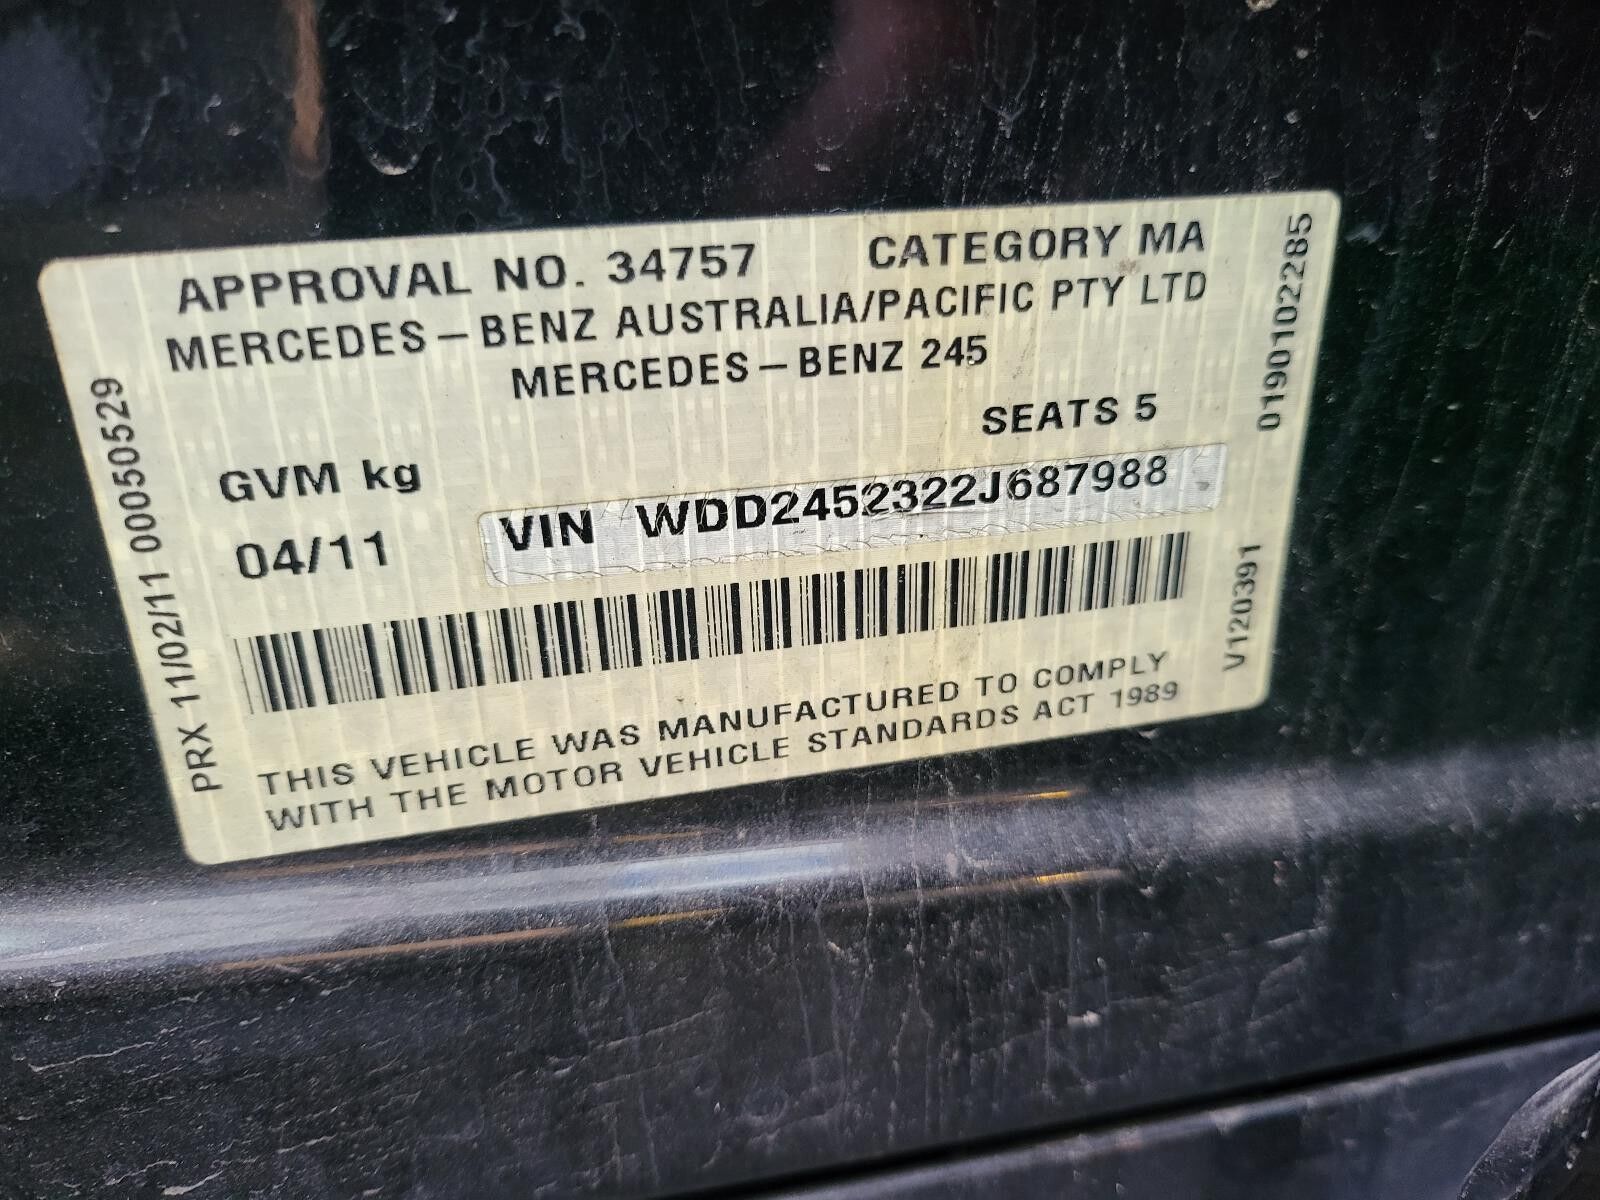 APPROVAL NO. 34757 CATEGORY MA
MERCEDES-BENZ AUSTRALIA/PACIFIC PTY LTD
MERCEDES-BENZ 245
SEATS 5
GVM kg
VIN WDD2452322J687988
04/11
THIS VEHICLE WAS MANUFACTURED TO COMPLY
WITH THE MOTOR VEHICLE STANDARDS ACT 1989
PRX 11/02/11 000550529
0190102285
V120391